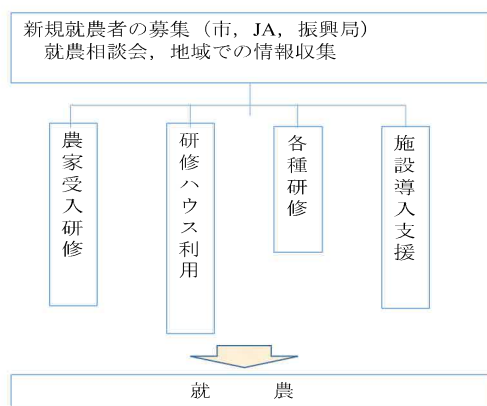 新規就農者の募集（市，JA，振興局）
就農相談会，地域での情報収集
農家受入研修
研修ハウス利用
各種研修
施設導入支援
就　　　農